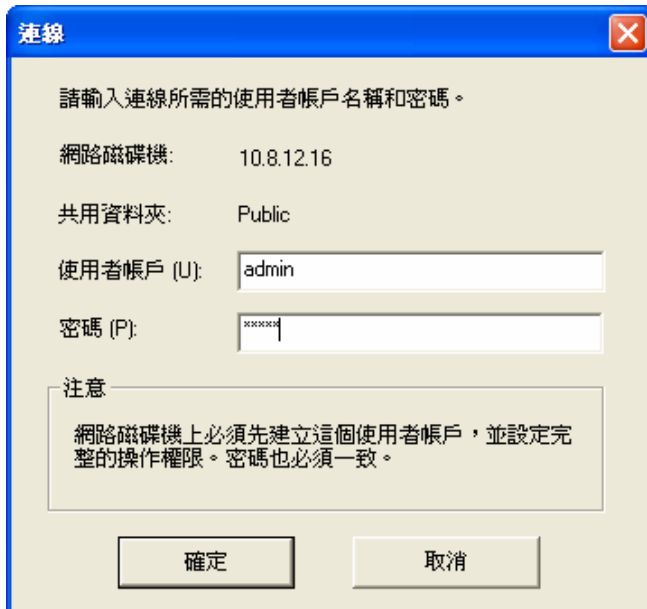 連線
請輸入連線所需的使用者帳戶名稱和密碼。
網路磁碟機: 10.8.12.16
共用資料夾: Public
使用者帳戶 (U): admin
密碼 (P): *****
注意
網路磁碟機上必須先建立這個使用者帳戶，並設定完
整的操作權限。密碼也必須一致。
確定 取消